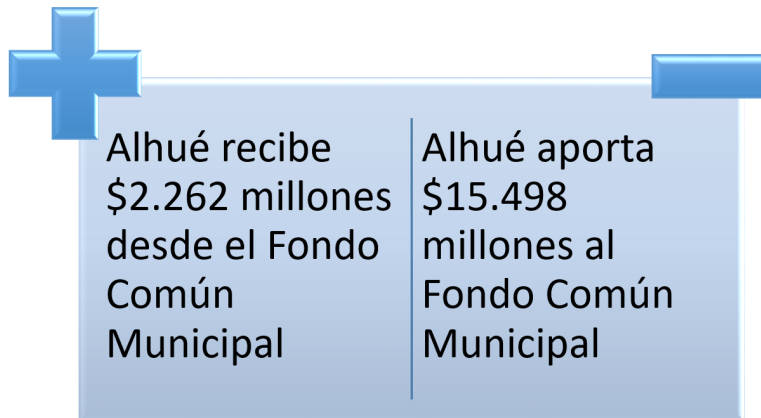 Alhué recibe
$2.262 millones
desde el Fondo
Común
Municipal
Alhué aporta
$15.498
millones al
Fondo Común
Municipal